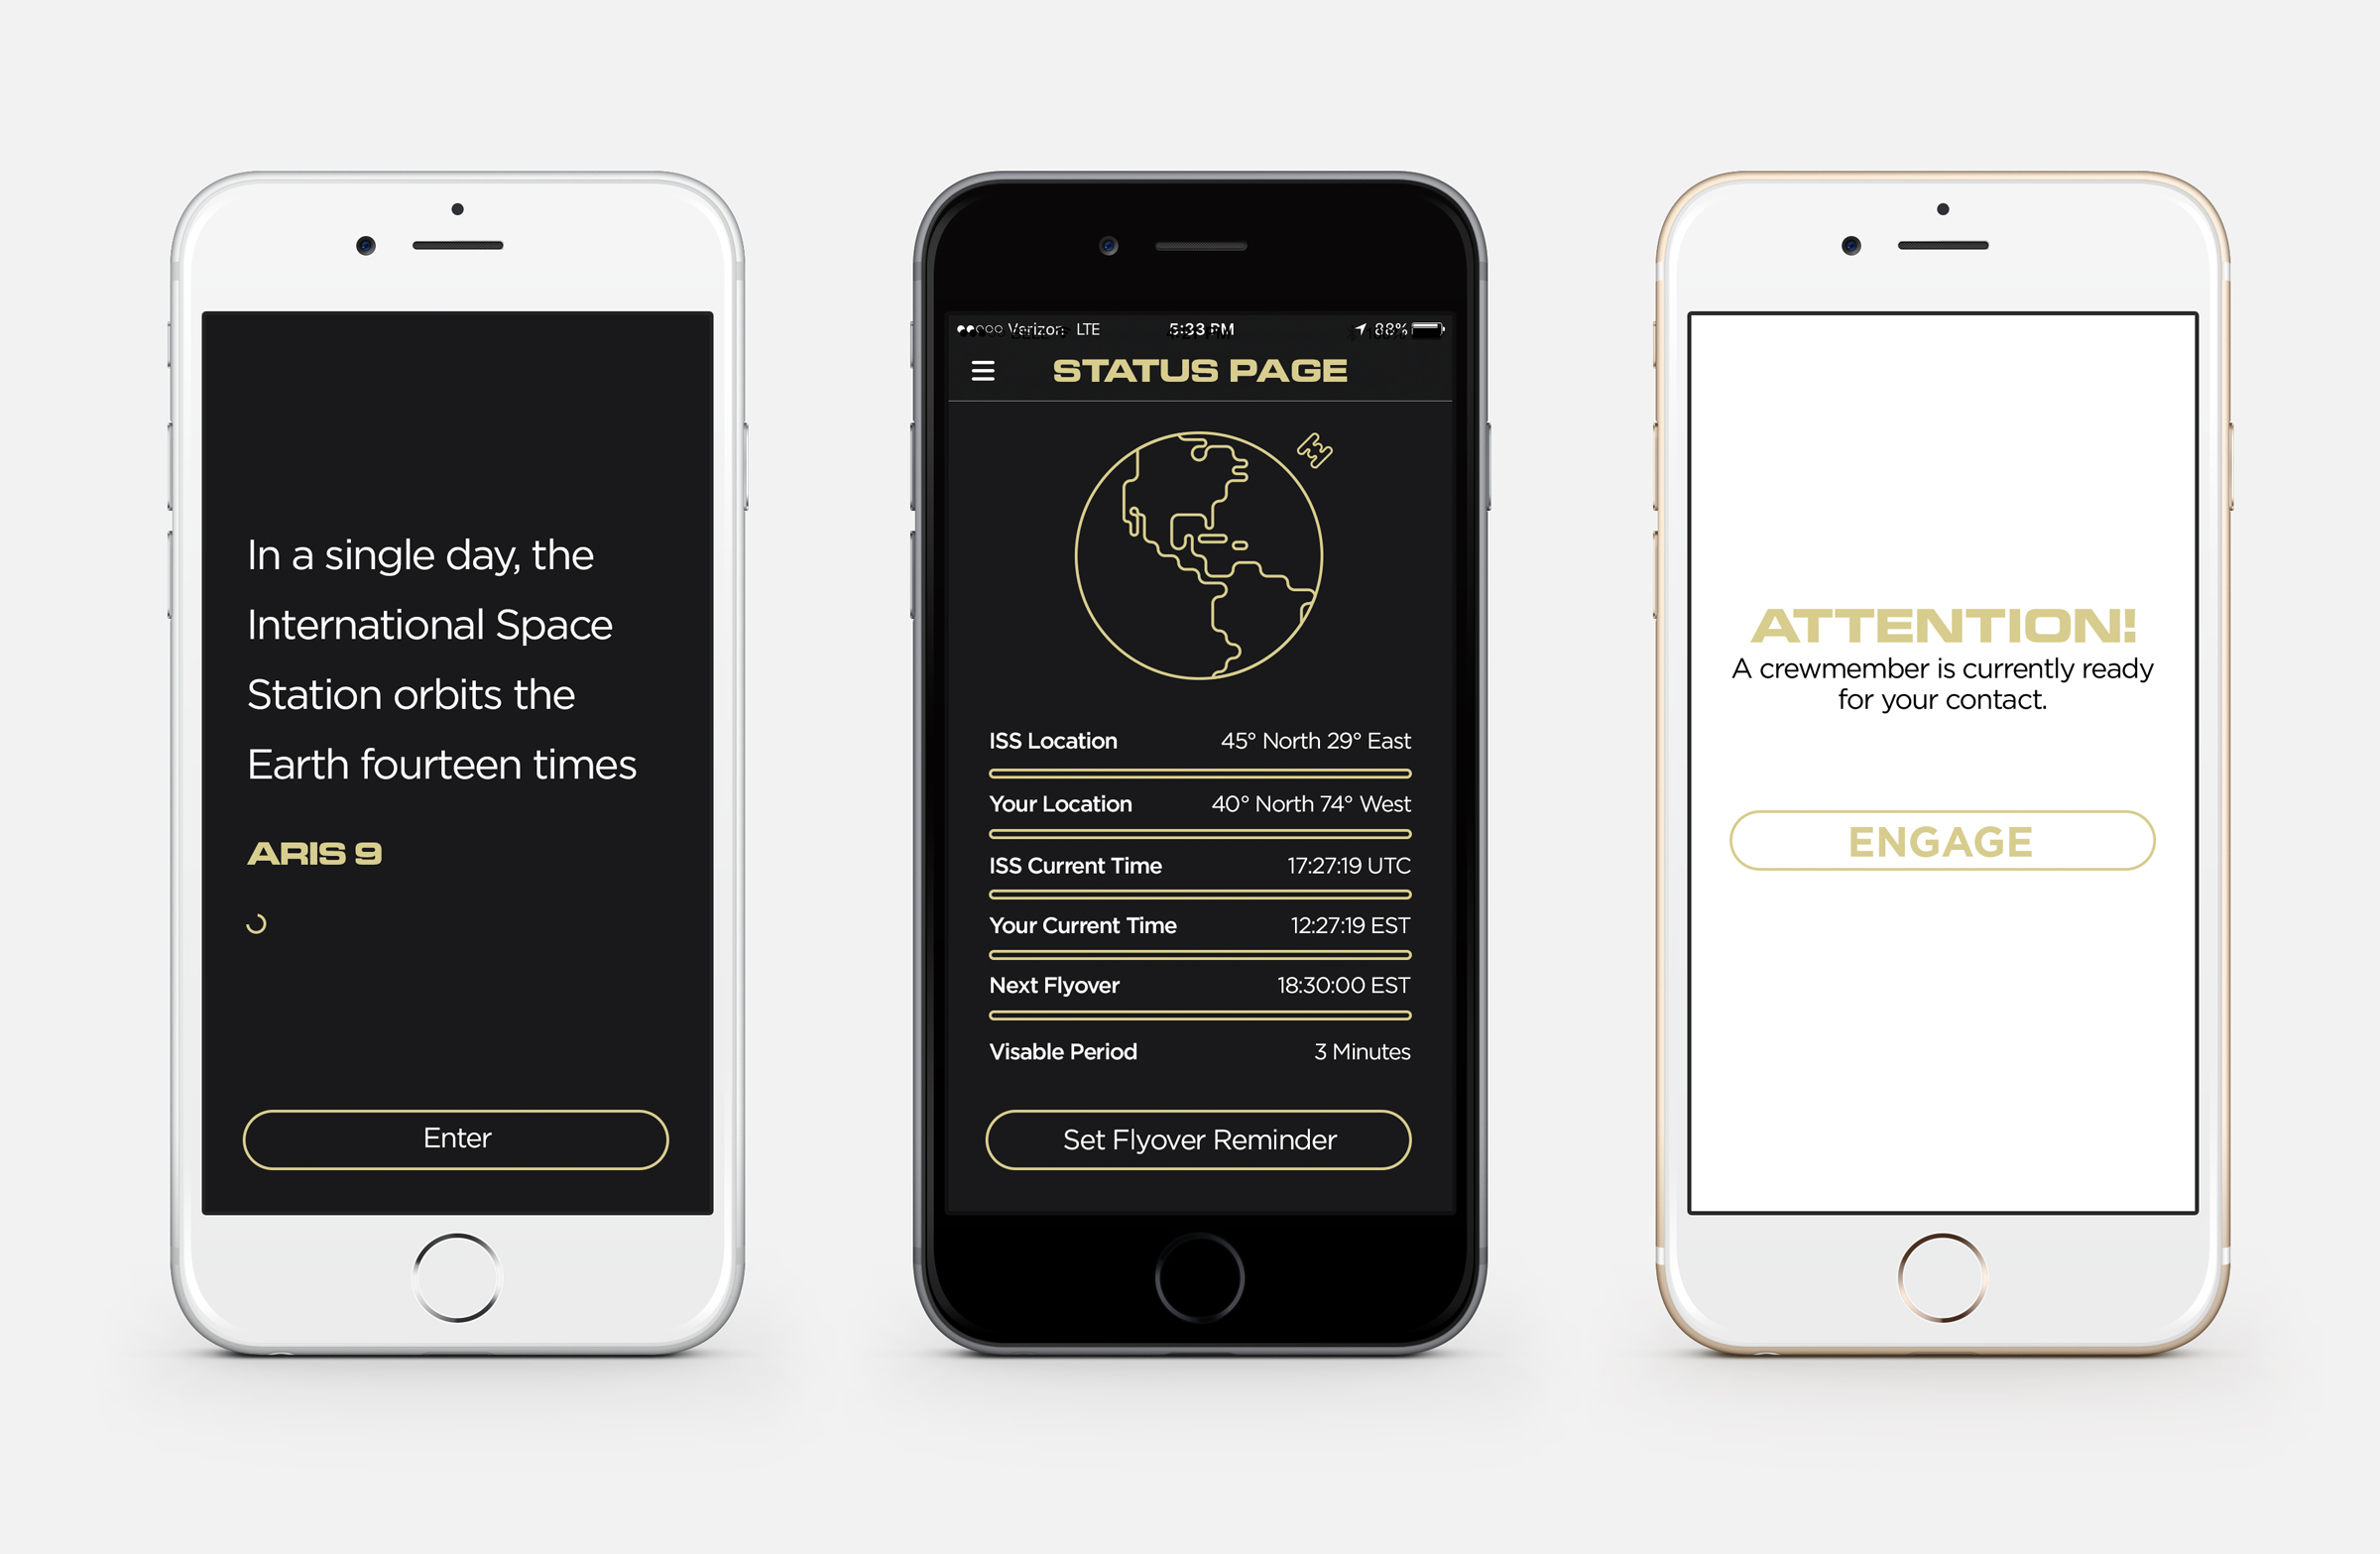 In a single day, the
International Space
Station orbits the
Earth fourteen times
ARIS 9
Enter
Verizon LTE 5:33 PM 88%
STATUS PAGE
ISS Location 45° North 29° East
Your Location 40° North 74° West
ISS Current Time 17:27:19 UTC
Your Current Time 12:27:19 EST
Next Flyover 18:30:00 EST
Visable Period 3 Minutes
Set Flyover Reminder
ATTENTION!
A crewmember is currently ready
for your contact.
ENGAGE